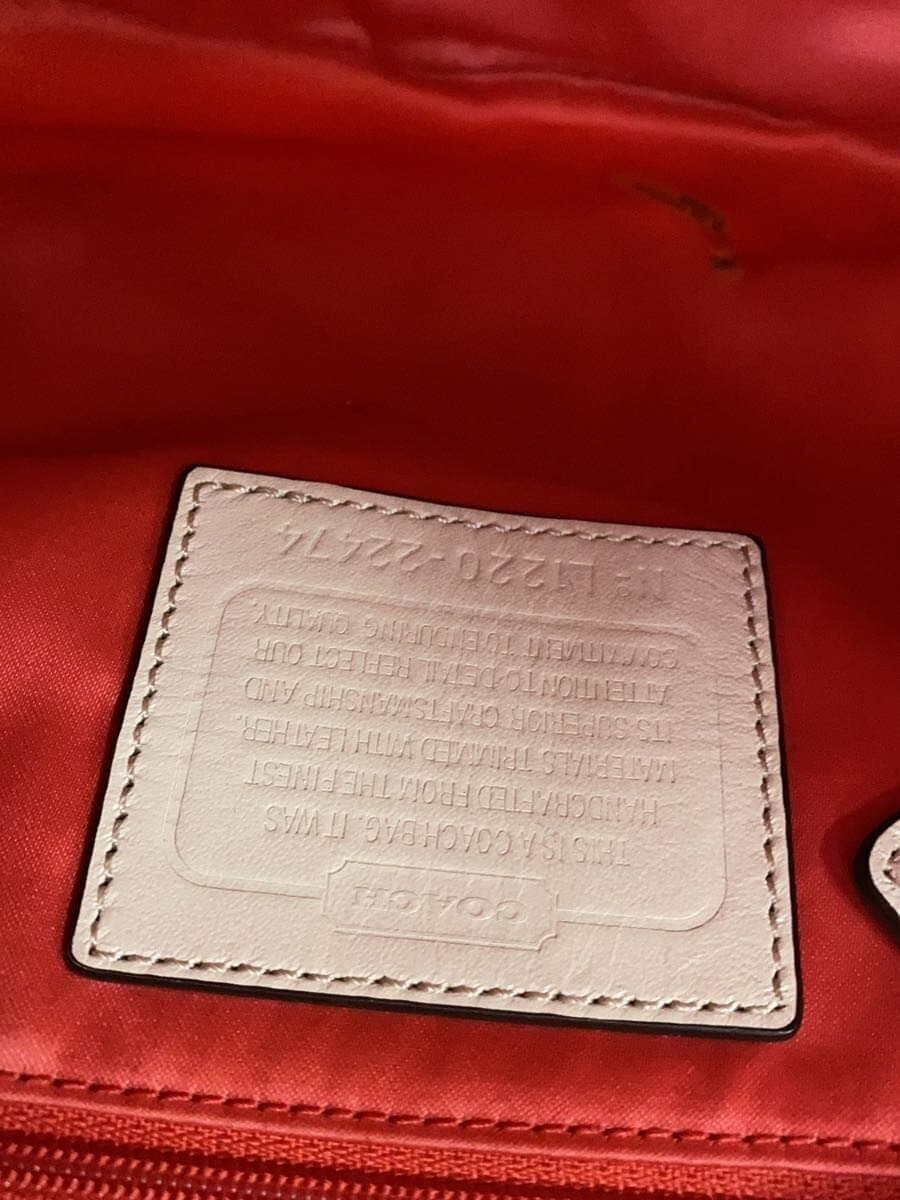 COACH
THIS IS A COACH BAG. IT WAS
HANDCRAFTED FROM THE FINEST
MATERIALS TRIMMED WITH LEATHER.
ITS SUPERIOR CRAFTSMANSHIP AND
ATTENTION TO DETAIL REFLECT OUR
COMMITMENT TO ENDURING QUALITY.
Nº L1220-22474